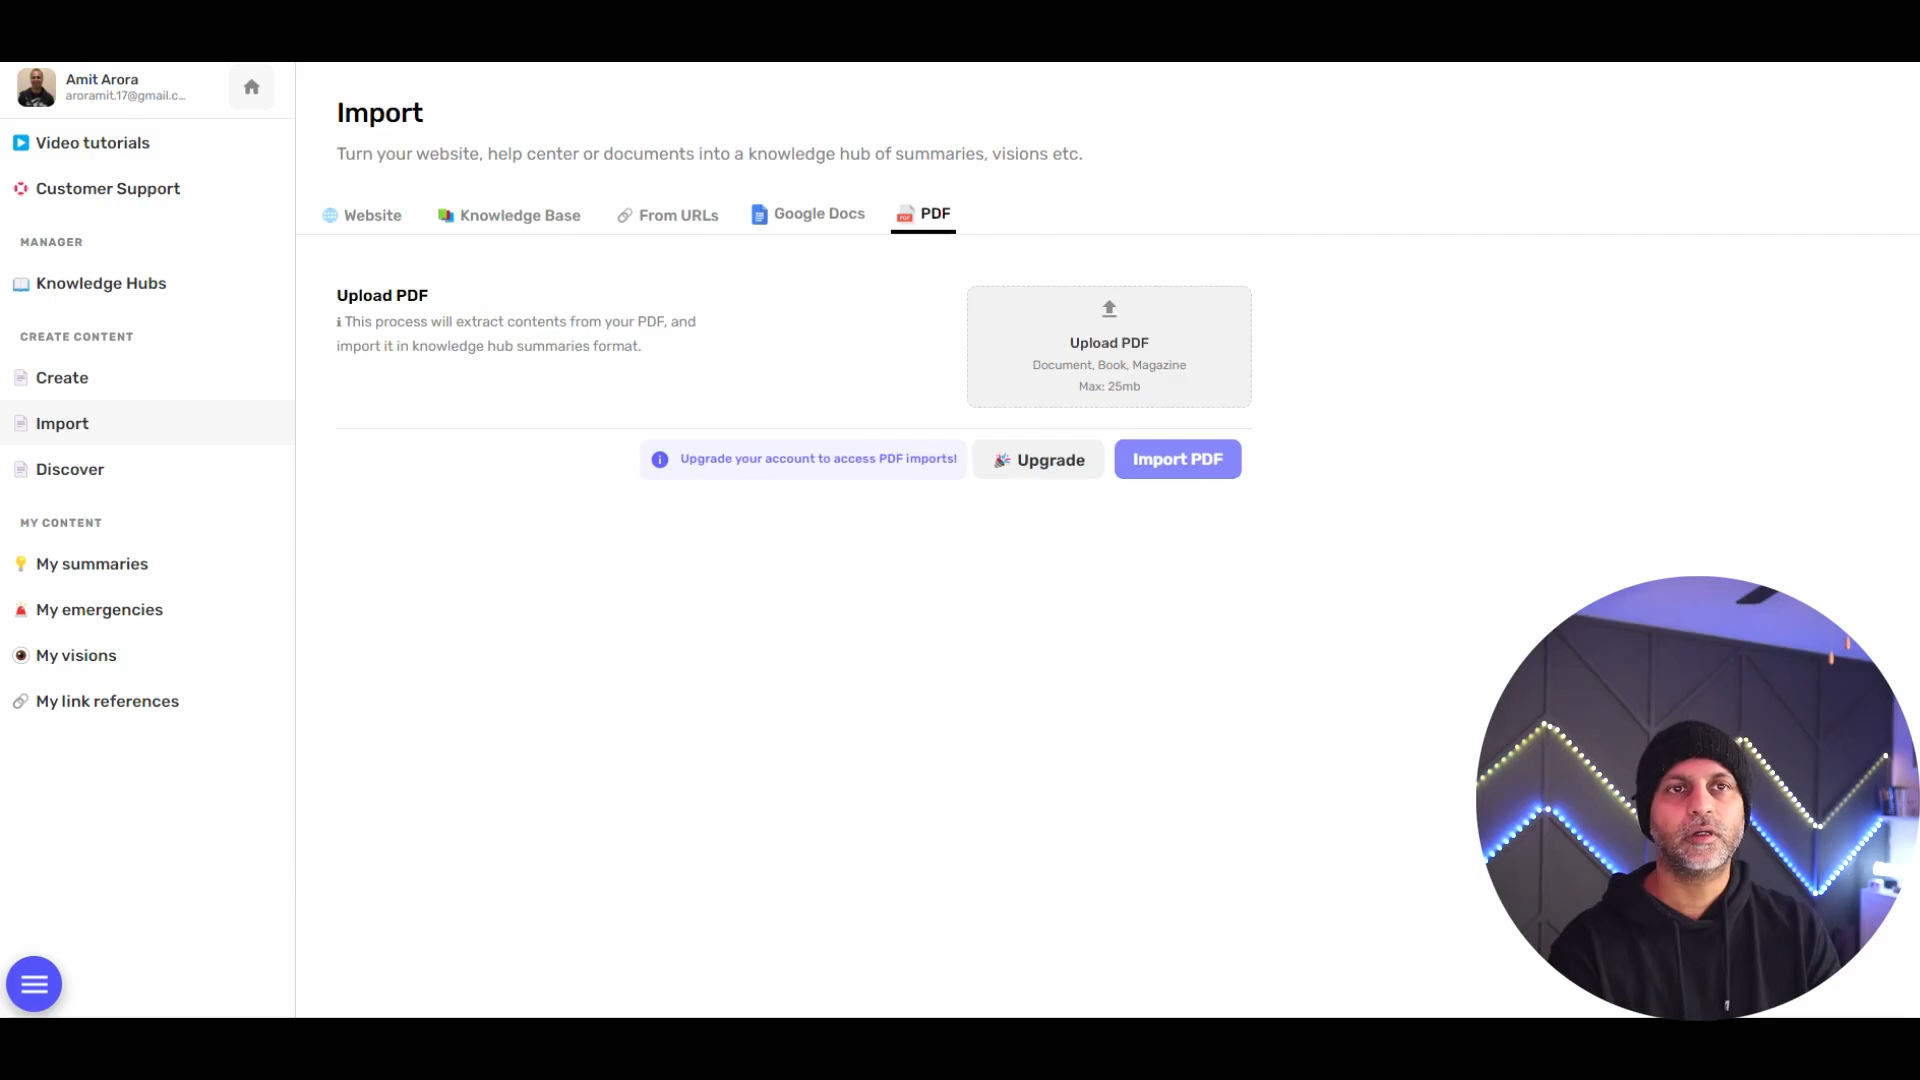 Amit Arora
aroramit.17@gmail.c...
Video tutorials
Customer Support
MANAGER
Knowledge Hubs
CREATE CONTENT
Create
Import
Discover
MY CONTENT
My summaries
My emergencies
My visions
My link references
Import
Turn your website, help center or documents into a knowledge hub of summaries, visions etc.
Website Knowledge Base From URLs Google Docs PDF
Upload PDF
This process will extract contents from your PDF, and
import it in knowledge hub summaries format.
Upload PDF
Document, Book, Magazine
Max: 25mb
Upgrade your account to access PDF imports! Upgrade Import PDF